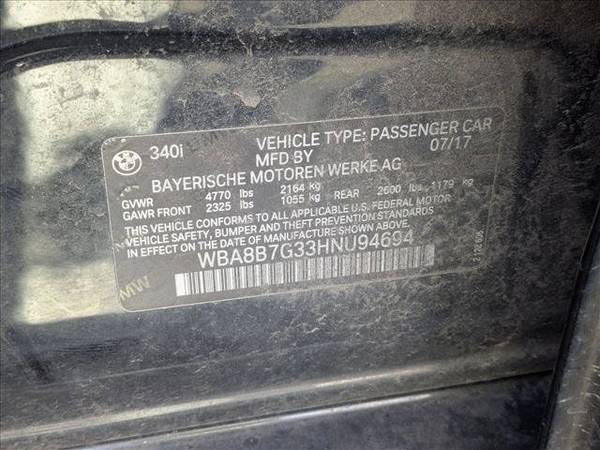 BMW 340i VEHICLE TYPE: PASSENGER CAR
MFD BY 07/17
BAYERISCHE MOTOREN WERKE AG
GVWR 4770 lbs 2164 kg
GAWR FRONT 2325 lbs 1055 kg REAR 2600 lbs 1179 kg
THIS VEHICLE CONFORMS TO ALL APPLICABLE U.S. FEDERAL MOTOR
VEHICLE SAFETY, BUMPER AND THEFT PREVENTION STANDARDS
IN EFFECT ON THE DATE OF MANUFACTURE SHOWN ABOVE.
WBA8B7G33HNU94694